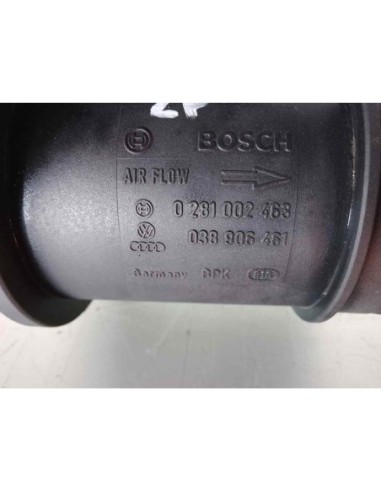 BOSCH
AIR FLOW
0 281 002 463
038 906 461
Germany